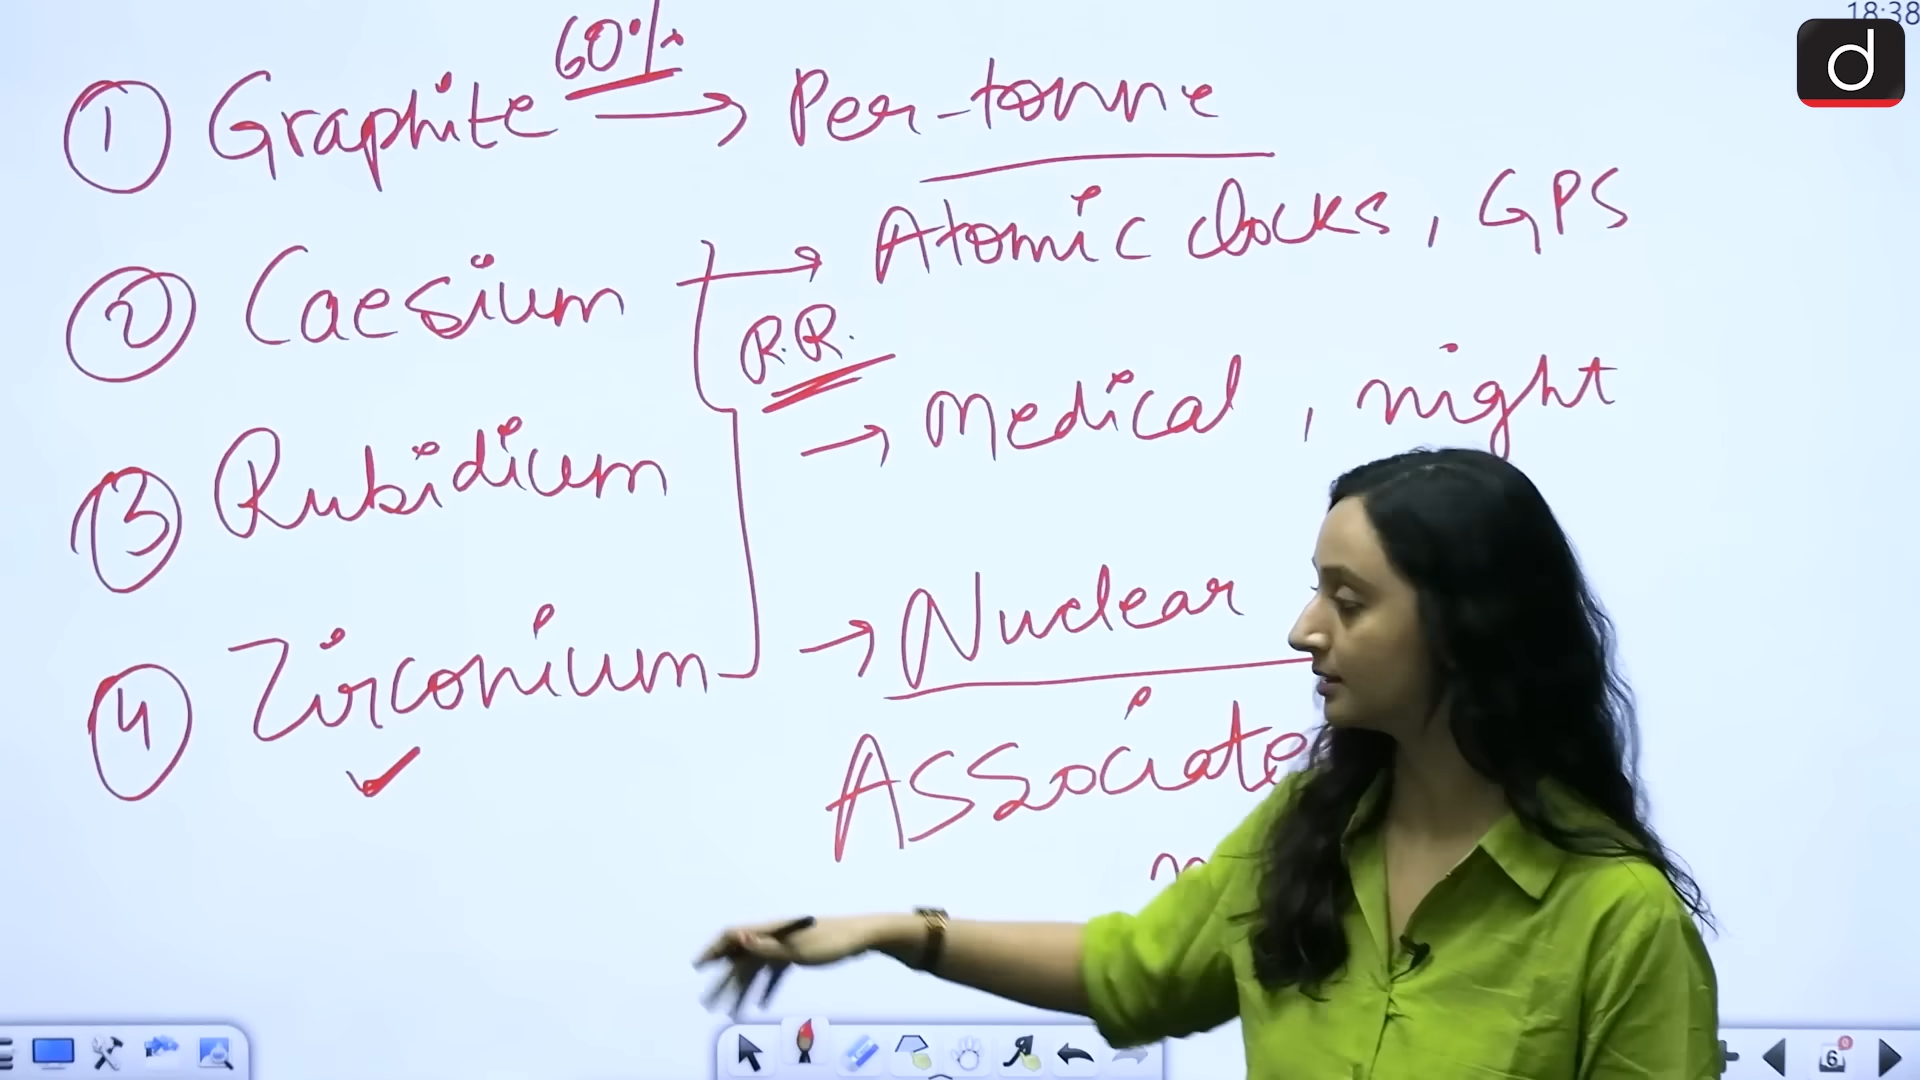 18:38
d
60%
① Graphite → Per-tonne
② Caesium → Atomic clocks, GPS
R.R.
③ Rubidium → Medical, night
④ Zirconium → Nuclear
Associate
6